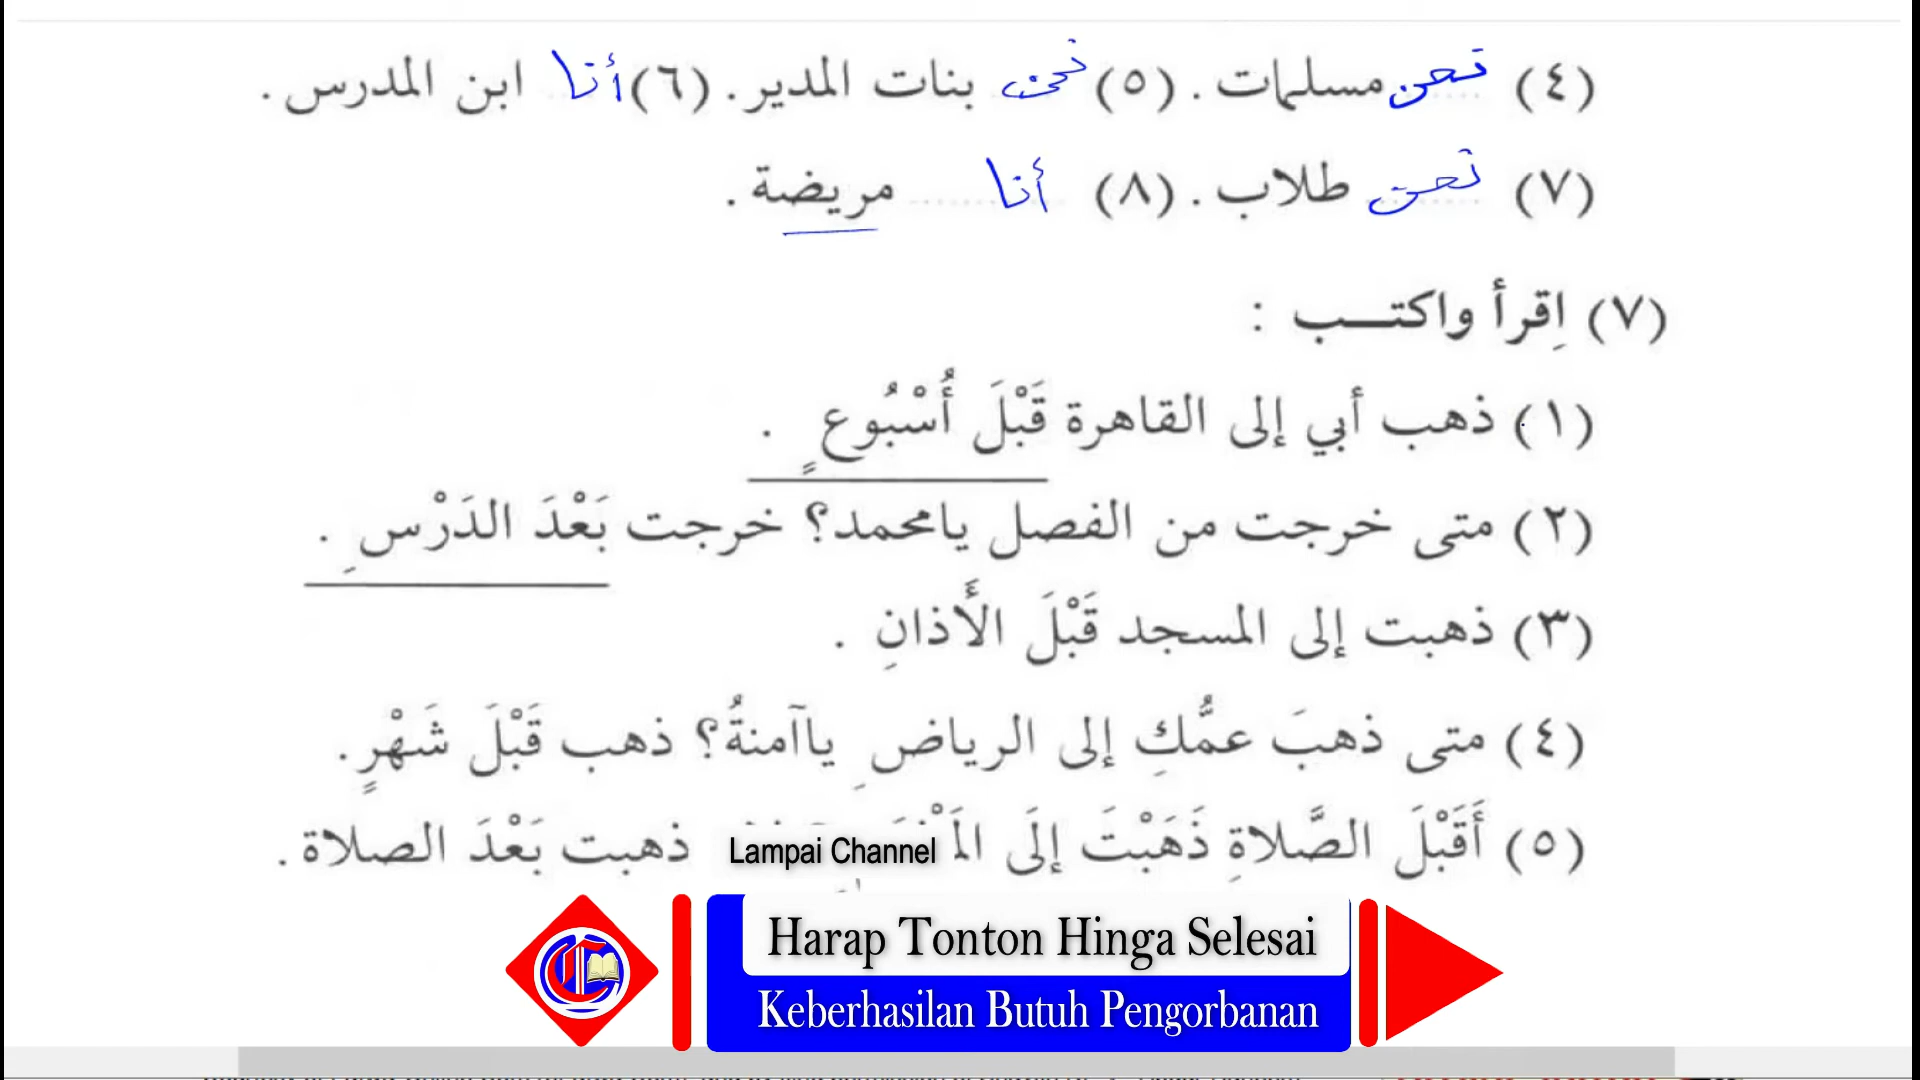 (٤) نحن مسلمات . (٥) نحن بنات المدير . (٦) أنا ابن المدرس .
(٧) نحن طلاب . (٨) أنا ...... مريضة .
(٧) اِقرأ واكتـــب :
(١) ذهب أبي إلى القاهرة قَبْلَ أُسْبُوعٍ .
(٢) متى خرجت من الفصل يامحمد؟ خرجت بَعْدَ الدَرْسِ .
(٣) ذهبت إلى المسجد قَبْلَ الأَذانِ .
(٤) متى ذهبَ عمُّكِ إلى الرياضِ ياآمنةُ؟ ذهب قَبْلَ شَهْرٍ .
(٥) أَقَبْلَ الصَّلاةِ ذَهَبْتَ إلَى ذهبت بَعْدَ الصلاة .
Lampai Channel
Harap Tonton Hinga Selesai
Keberhasilan Butuh Pengorbanan